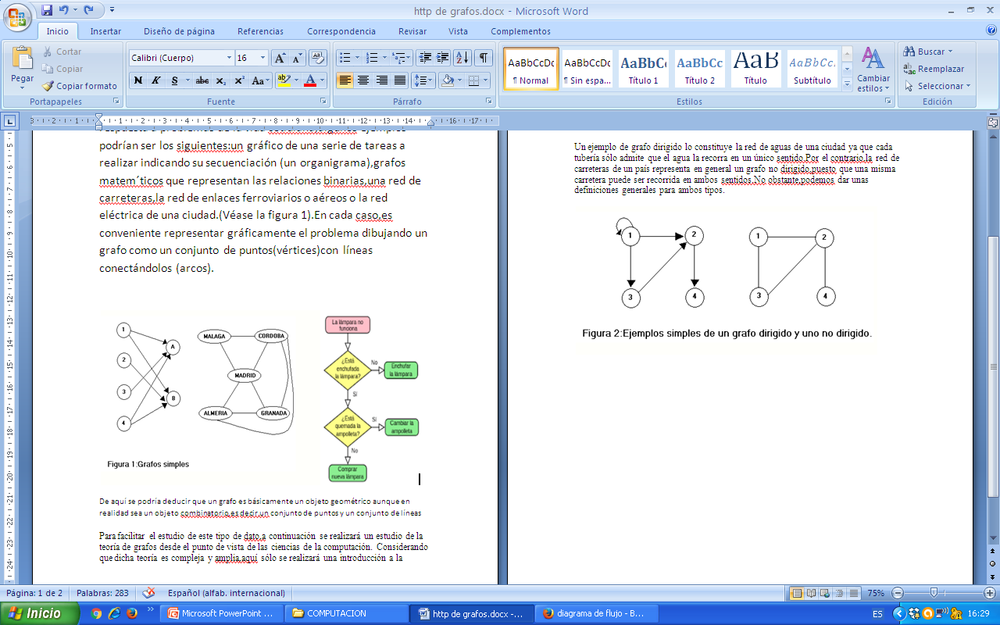 http de grafos.docx - Microsoft Word
Inicio Insertar Diseño de página Referencias Correspondencia Revisar Vista Complementos
Pegar
Cortar
Copiar
Copiar formato
Portapapeles
Calibri (Cuerpo) 16
N K S abc x₂ x² Aa
Fuente
Párrafo
AaBbCcDc AaBbCcDc AaBbCc AaBbCc AaB AaBbCc.
¶ Normal ¶ Sin espa... Título 1 Título 2 Título Subtítulo
Cambiar estilos
Estilos
Buscar
Reemplazar
Seleccionar
Edición
podrían ser los siguientes:un gráfico de una serie de tareas a
realizar indicando su secuenciación (un organigrama),grafos
matem´ticos que representan las relaciones binarias,una red de
carreteras,la red de enlaces ferroviarios o aéreos o la red
eléctrica de una ciudad.(Véase la figura 1).En cada caso,es
conveniente representar gráficamente el problema dibujando un
grafo como un conjunto de puntos(vértices)con líneas
conectándolos (arcos).
1
2
3
4
A
B
MALAGA
CORDOBA
MADRID
ALMERIA
GRANADA
La lámpara no
funciona
¿Está
enchufada
la lámpara?
No
Enchufar
la lámpara
Sí
¿Está
quemada la
ampolleta?
Sí
Cambiar la
ampolleta
No
Comprar
nueva lámpara
Figura 1:Grafos simples
De aquí se podría deducir que un grafo es básicamente un objeto geométrico aunque en
realidad sea un objeto combinatorio,es decir,un conjunto de puntos y un conjunto de líneas
Para facilitar el estudio de este tipo de dato,a continuación se realizará un estudio de la
teoría de grafos desde el punto de vista de las ciencias de la computación. Considerando
que dicha teoría es compleja y amplia,aquí sólo se realizará una introducción a la
Un ejemplo de grafo dirigido lo constituye la red de aguas de una ciudad ya que cada
tubería sólo admite que el agua la recorra en un único sentido.Por el contrario,la red de
carreteras de un país representa en general un grafo no dirigido,puesto que una misma
carretera puede ser recorrida en ambos sentidos.No obstante,podemos dar unas
definiciones generales para ambos tipos.
1 2
3 4
1 2
3 4
Figura 2:Ejemplos simples de un grafo dirigido y uno no dirigido.
Página: 1 de 2 Palabras: 283 Español (alfab. internacional) 75%
Inicio Microsoft PowerPoint ... COMPUTACION http de grafos.docx -... diagrama de flujo - B... ES 16:29